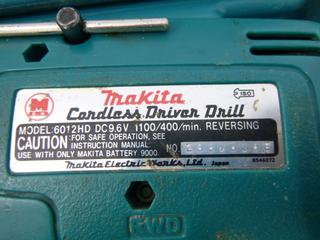 makita
ISO
M
Cordless Driver Drill
MODEL:6012HD DC9.6V 1100/400/min. REVERSING
CAUTION FOR SAFE OPERATION, SEE
INSTRUCTION MANUAL. NO.
USE WITH ONLY MAKITA BATTERY 9000.
Makita Electric Works, Ltd. Japan
FWD